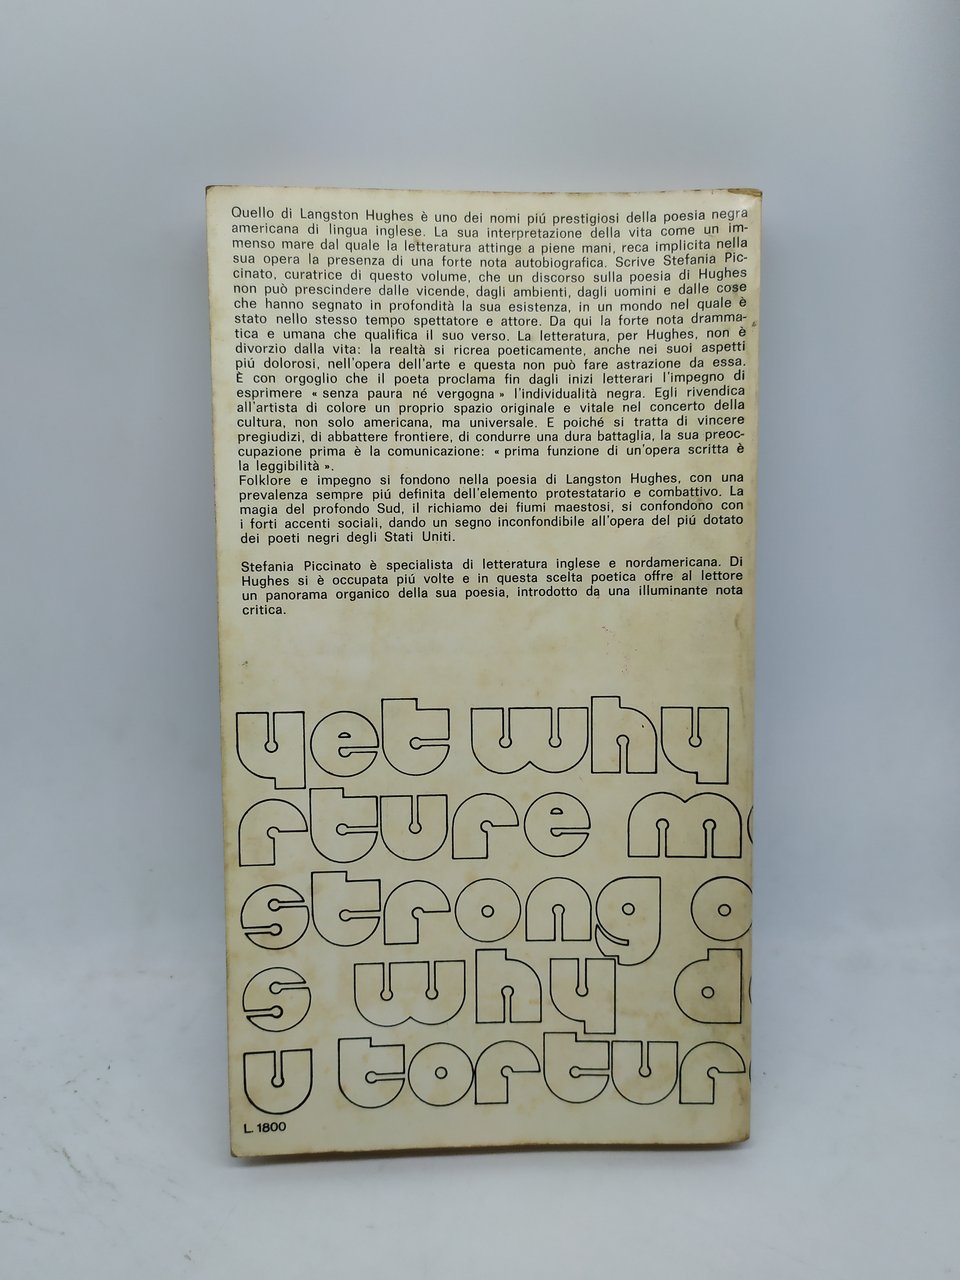 Quello di Langston Hughes è uno dei nomi piú prestigiosi della poesia negra
americana di lingua inglese. La sua interpretazione della vita come un im-
menso mare dal quale la letteratura attinge a piene mani, reca implicita nella
sua opera la presenza di una forte nota autobiografica. Scrive Stefania Pic-
cinato, curatrice di questo volume, che un discorso sulla poesia di Hughes
non può prescindere dalle vicende, dagli ambienti, dagli uomini e dalle cose
che hanno segnato in profondità la sua esistenza, in un mondo nel quale è
stato nello stesso tempo spettatore e attore. Da qui la forte nota dramma-
tica e umana che qualifica il suo verso. La letteratura, per Hughes, non è
divorzio dalla vita: la realtà si ricrea poeticamente, anche nei suoi aspetti
piú dolorosi, nell'opera dell'arte e questa non può fare astrazione da essa.
È con orgoglio che il poeta proclama fin dagli inizi letterari l'impegno di
esprimere « senza paura né vergogna » l'individualità negra. Egli rivendica
all'artista di colore un proprio spazio originale e vitale nel concerto della
cultura, non solo americana, ma universale. E poiché si tratta di vincere
pregiudizi, di abbattere frontiere, di condurre una dura battaglia, la sua preoc-
cupazione prima è la comunicazione: « prima funzione di un'opera scritta è
la leggibilità ».
Folklore e impegno si fondono nella poesia di Langston Hughes, con una
prevalenza sempre piú definita dell'elemento protestatario e combattivo. La
magia del profondo Sud, il richiamo dei fiumi maestosi, si confondono con
i forti accenti sociali, dando un segno inconfondibile all'opera del piú dotato
dei poeti negri degli Stati Uniti.
Stefania Piccinato è specialista di letteratura inglese e nordamericana. Di
Hughes si è occupata piú volte e in questa scelta poetica offre al lettore
un panorama organico della sua poesia, introdotto da una illuminante nota
critica.
yet why
rture m
strong o
s why d
u tortur
L. 1800